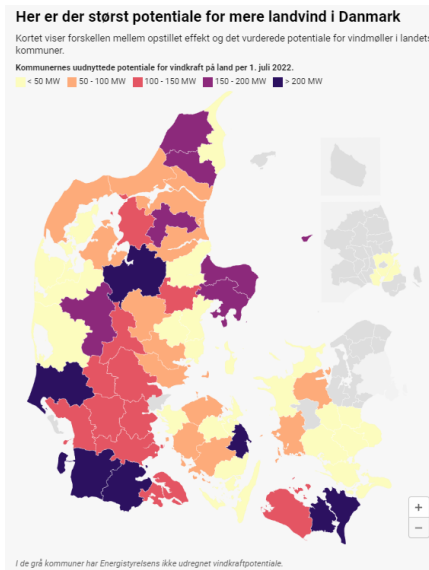 Her er der størst potentiale for mere landvind i Danmark
Kortet viser forskellen mellem opstillet effekt og det vurderede potentiale for vindmøller i landets
kommuner.
Kommunernes uudnyttede potentiale for vindkraft på land per 1. juli 2022.
< 50 MW 50 - 100 MW 100 - 150 MW 150 - 200 MW > 200 MW
+
−
I de grå kommuner har Energistyrelsens ikke udregnet vindkraftpotentiale.